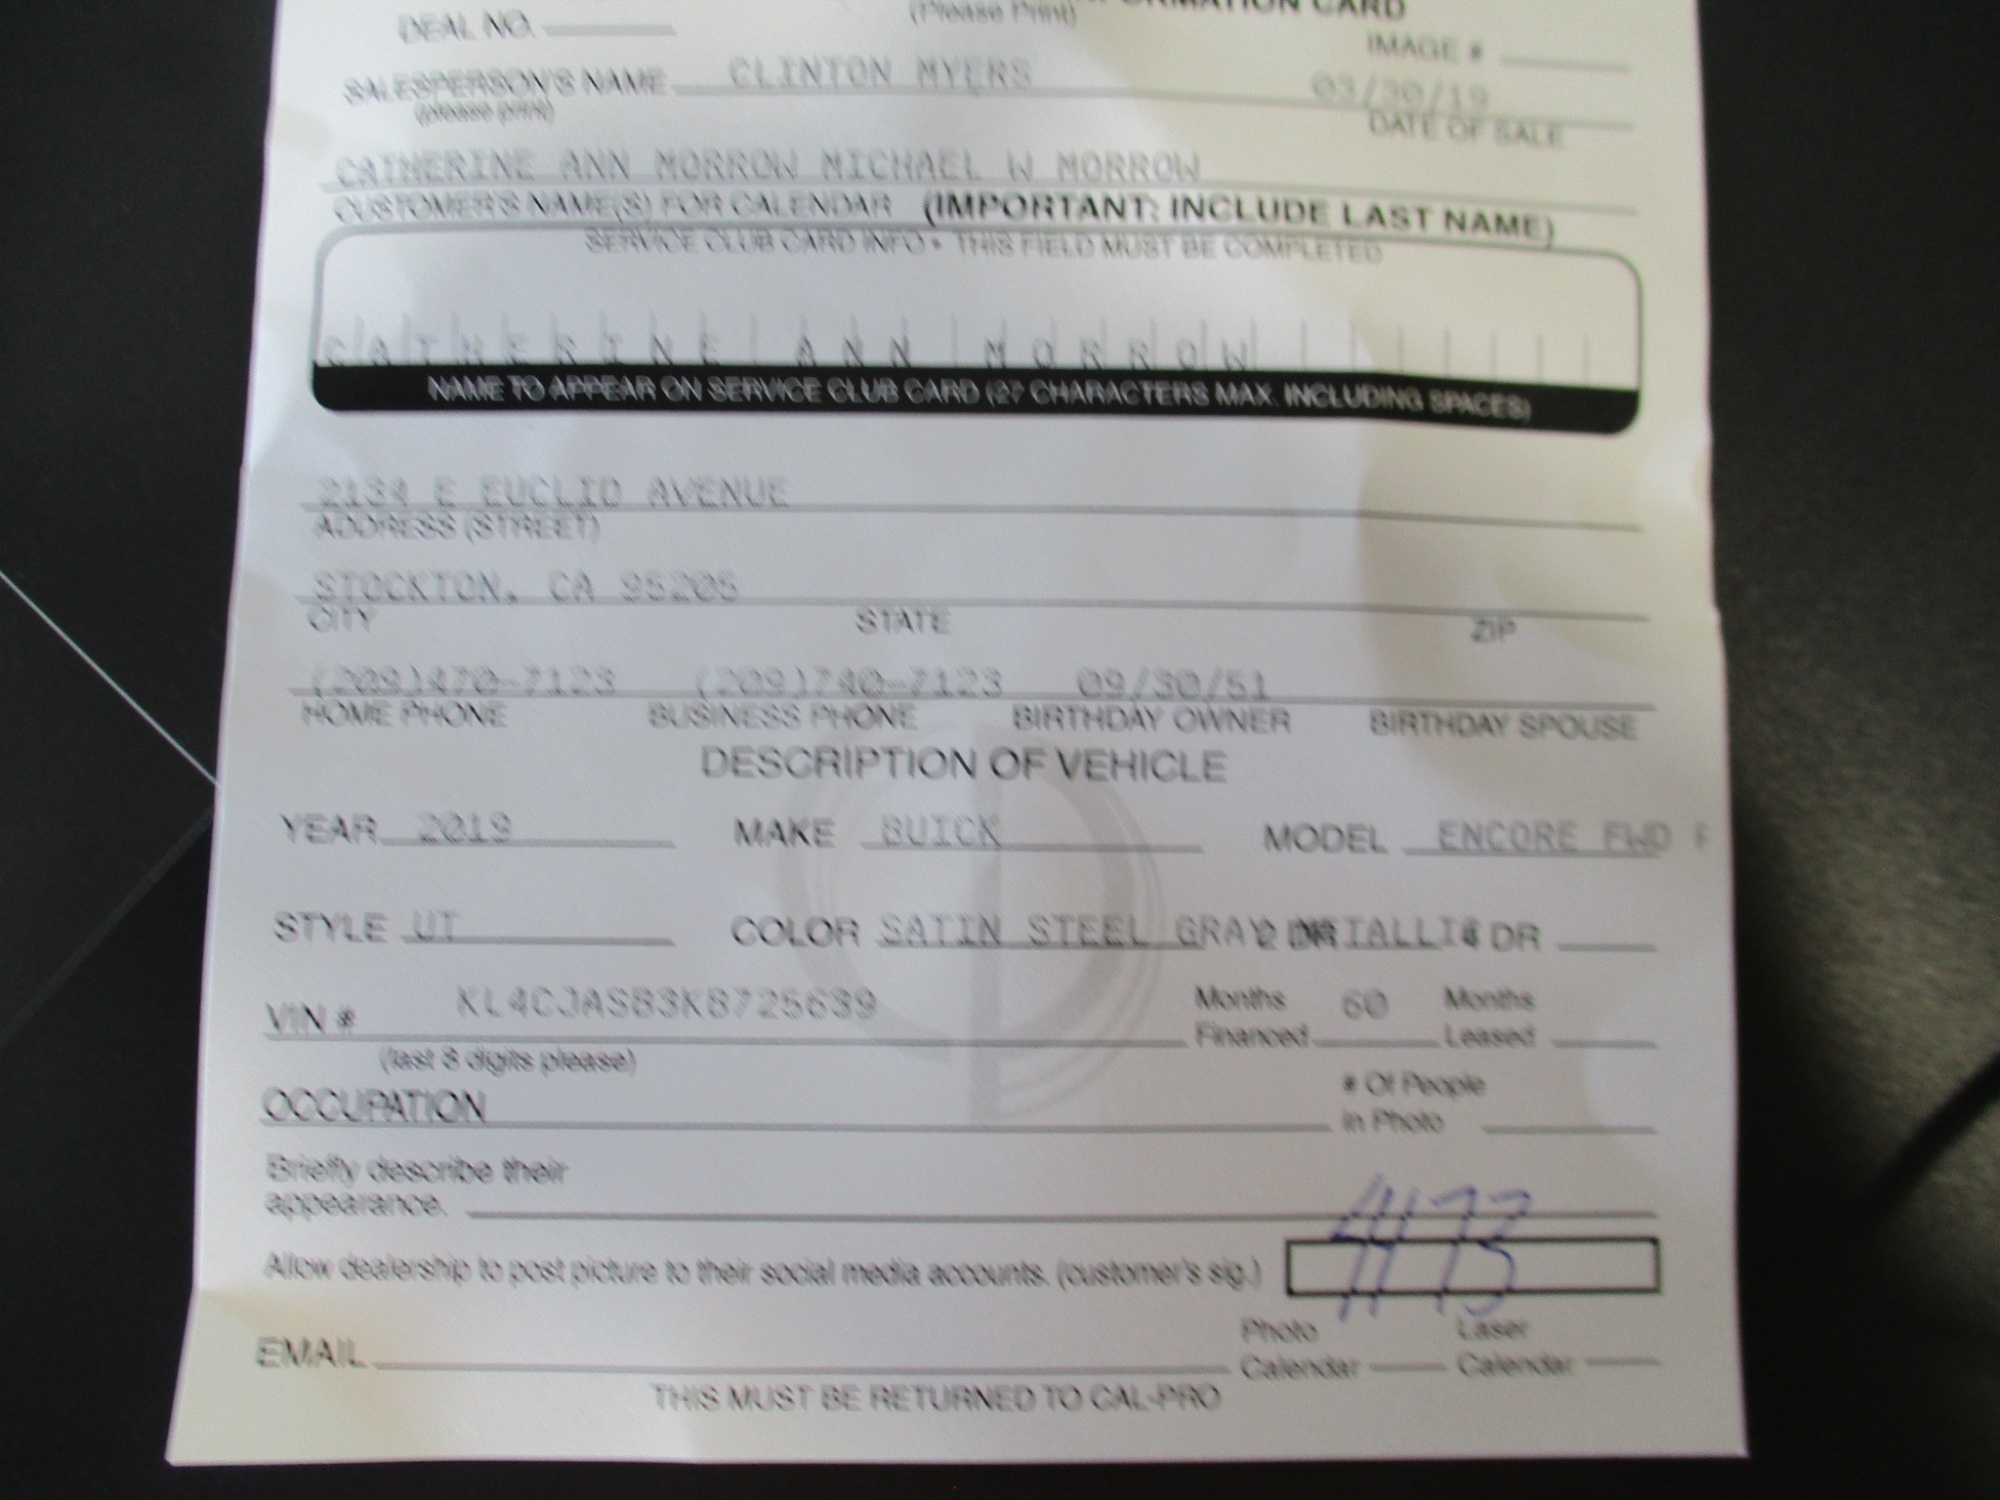 FORMATION CARD
DEAL NO. (Please Print)
IMAGE #
SALESPERSON'S NAME CLINTON MYERS 03/30/19
(please print) DATE OF SALE
CATHERINE ANN MORROW MICHAEL W MORROW
CUSTOMER'S NAME(S) FOR CALENDAR (IMPORTANT: INCLUDE LAST NAME)
SERVICE CLUB CARD INFO • THIS FIELD MUST BE COMPLETED
CATHERINE ANN MORROW
NAME TO APPEAR ON SERVICE CLUB CARD (27 CHARACTERS MAX. INCLUDING SPACES)
2134 E EUCLID AVENUE
ADDRESS (STREET)
STOCKTON, CA 95205
CITY STATE ZIP
(209)470-7123 (209)740-7123 09/30/51
HOME PHONE BUSINESS PHONE BIRTHDAY OWNER BIRTHDAY SPOUSE
DESCRIPTION OF VEHICLE
YEAR 2019 MAKE BUICK MODEL ENCORE FWD
STYLE UT COLOR SATIN STEEL GRAY METALLIC 2 DR 4 DR
VIN # KL4CJASB3KB725639 Months Financed 60 Months Leased
(last 8 digits please)
OCCUPATION # Of People in Photo
Briefly describe their
appearance.
4173
Allow dealership to post picture to their social media accounts. (customer's sig.)
EMAIL Photo Calendar Laser Calendar
THIS MUST BE RETURNED TO CAL-PRO